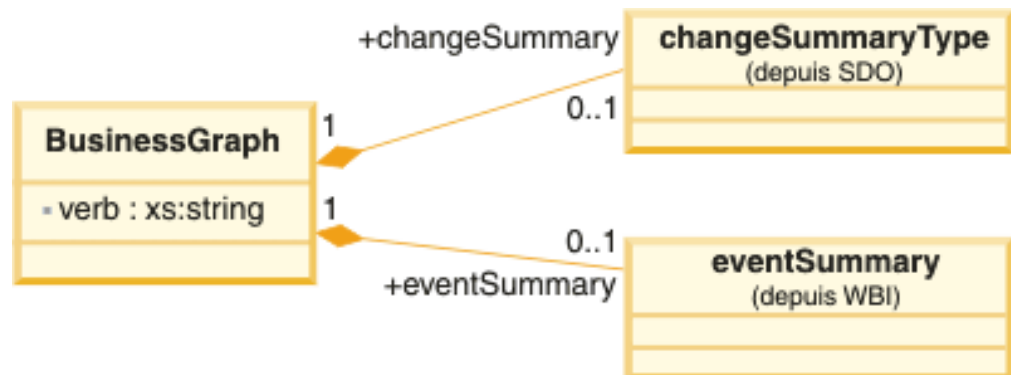 +changeSummary
changeSummaryType
(depuis SDO)
0..1
BusinessGraph
1
verb : xs:string
1
0..1
+eventSummary
eventSummary
(depuis WBI)